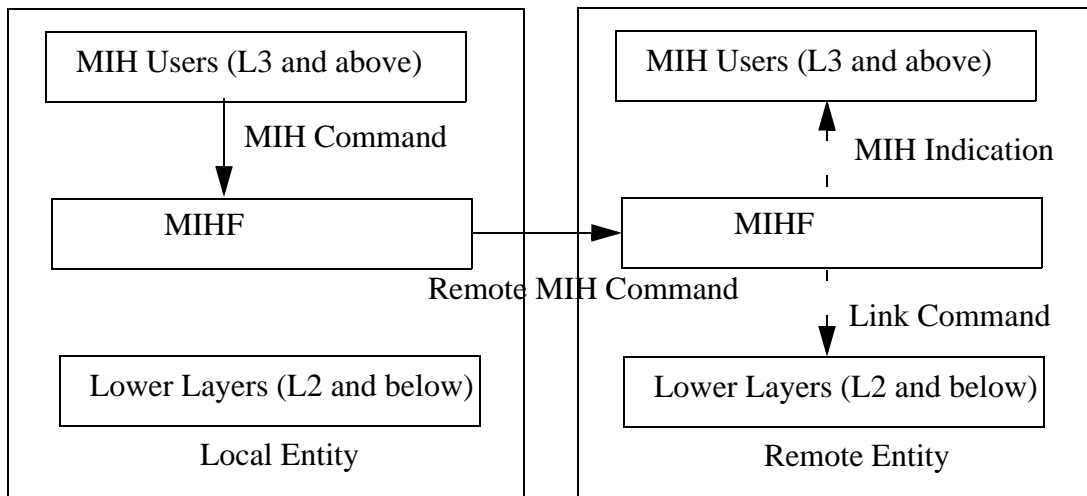 MIH Users (L3 and above)
MIH Command
MIHF
Lower Layers (L2 and below)
Local Entity
Remote MIH Command
MIH Users (L3 and above)
MIH Indication
MIHF
Link Command
Lower Layers (L2 and below)
Remote Entity